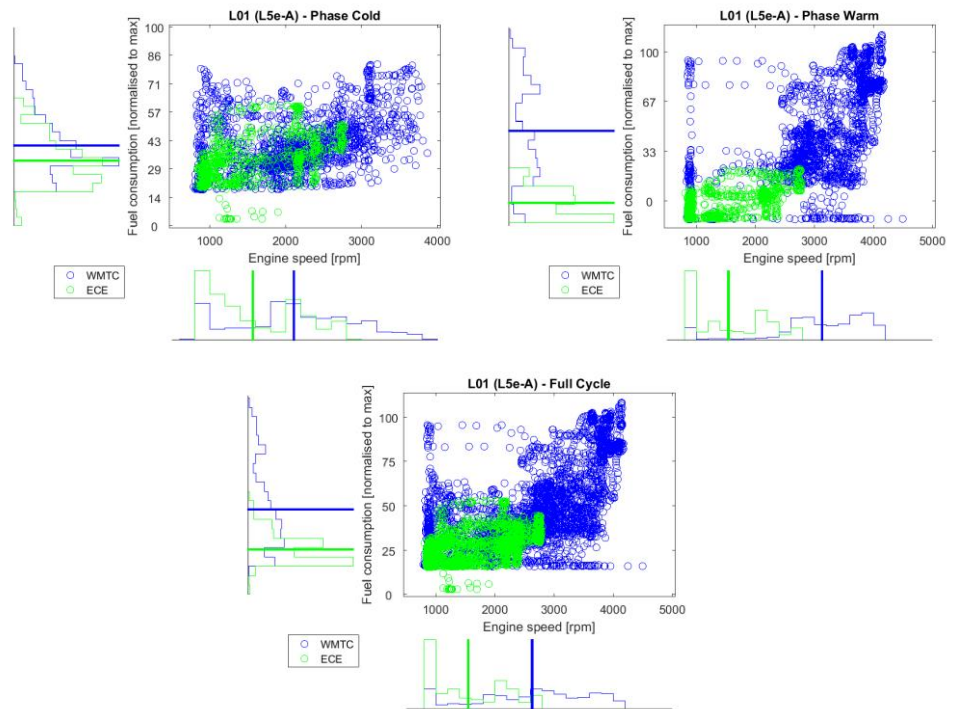 L01 (L5e-A) - Phase Cold
Fuel consumption [normalised to max]
100
86
71
57
43
29
14
0
1000 2000 3000 4000
Engine speed [rpm]
WMTC
ECE
L01 (L5e-A) - Phase Warm
Fuel consumption [normalised to max]
100
67
33
0
1000 2000 3000 4000 5000
Engine speed [rpm]
WMTC
ECE
L01 (L5e-A) - Full Cycle
Fuel consumption [normalised to max]
100
75
50
25
0
1000 2000 3000 4000 5000
Engine speed [rpm]
WMTC
ECE